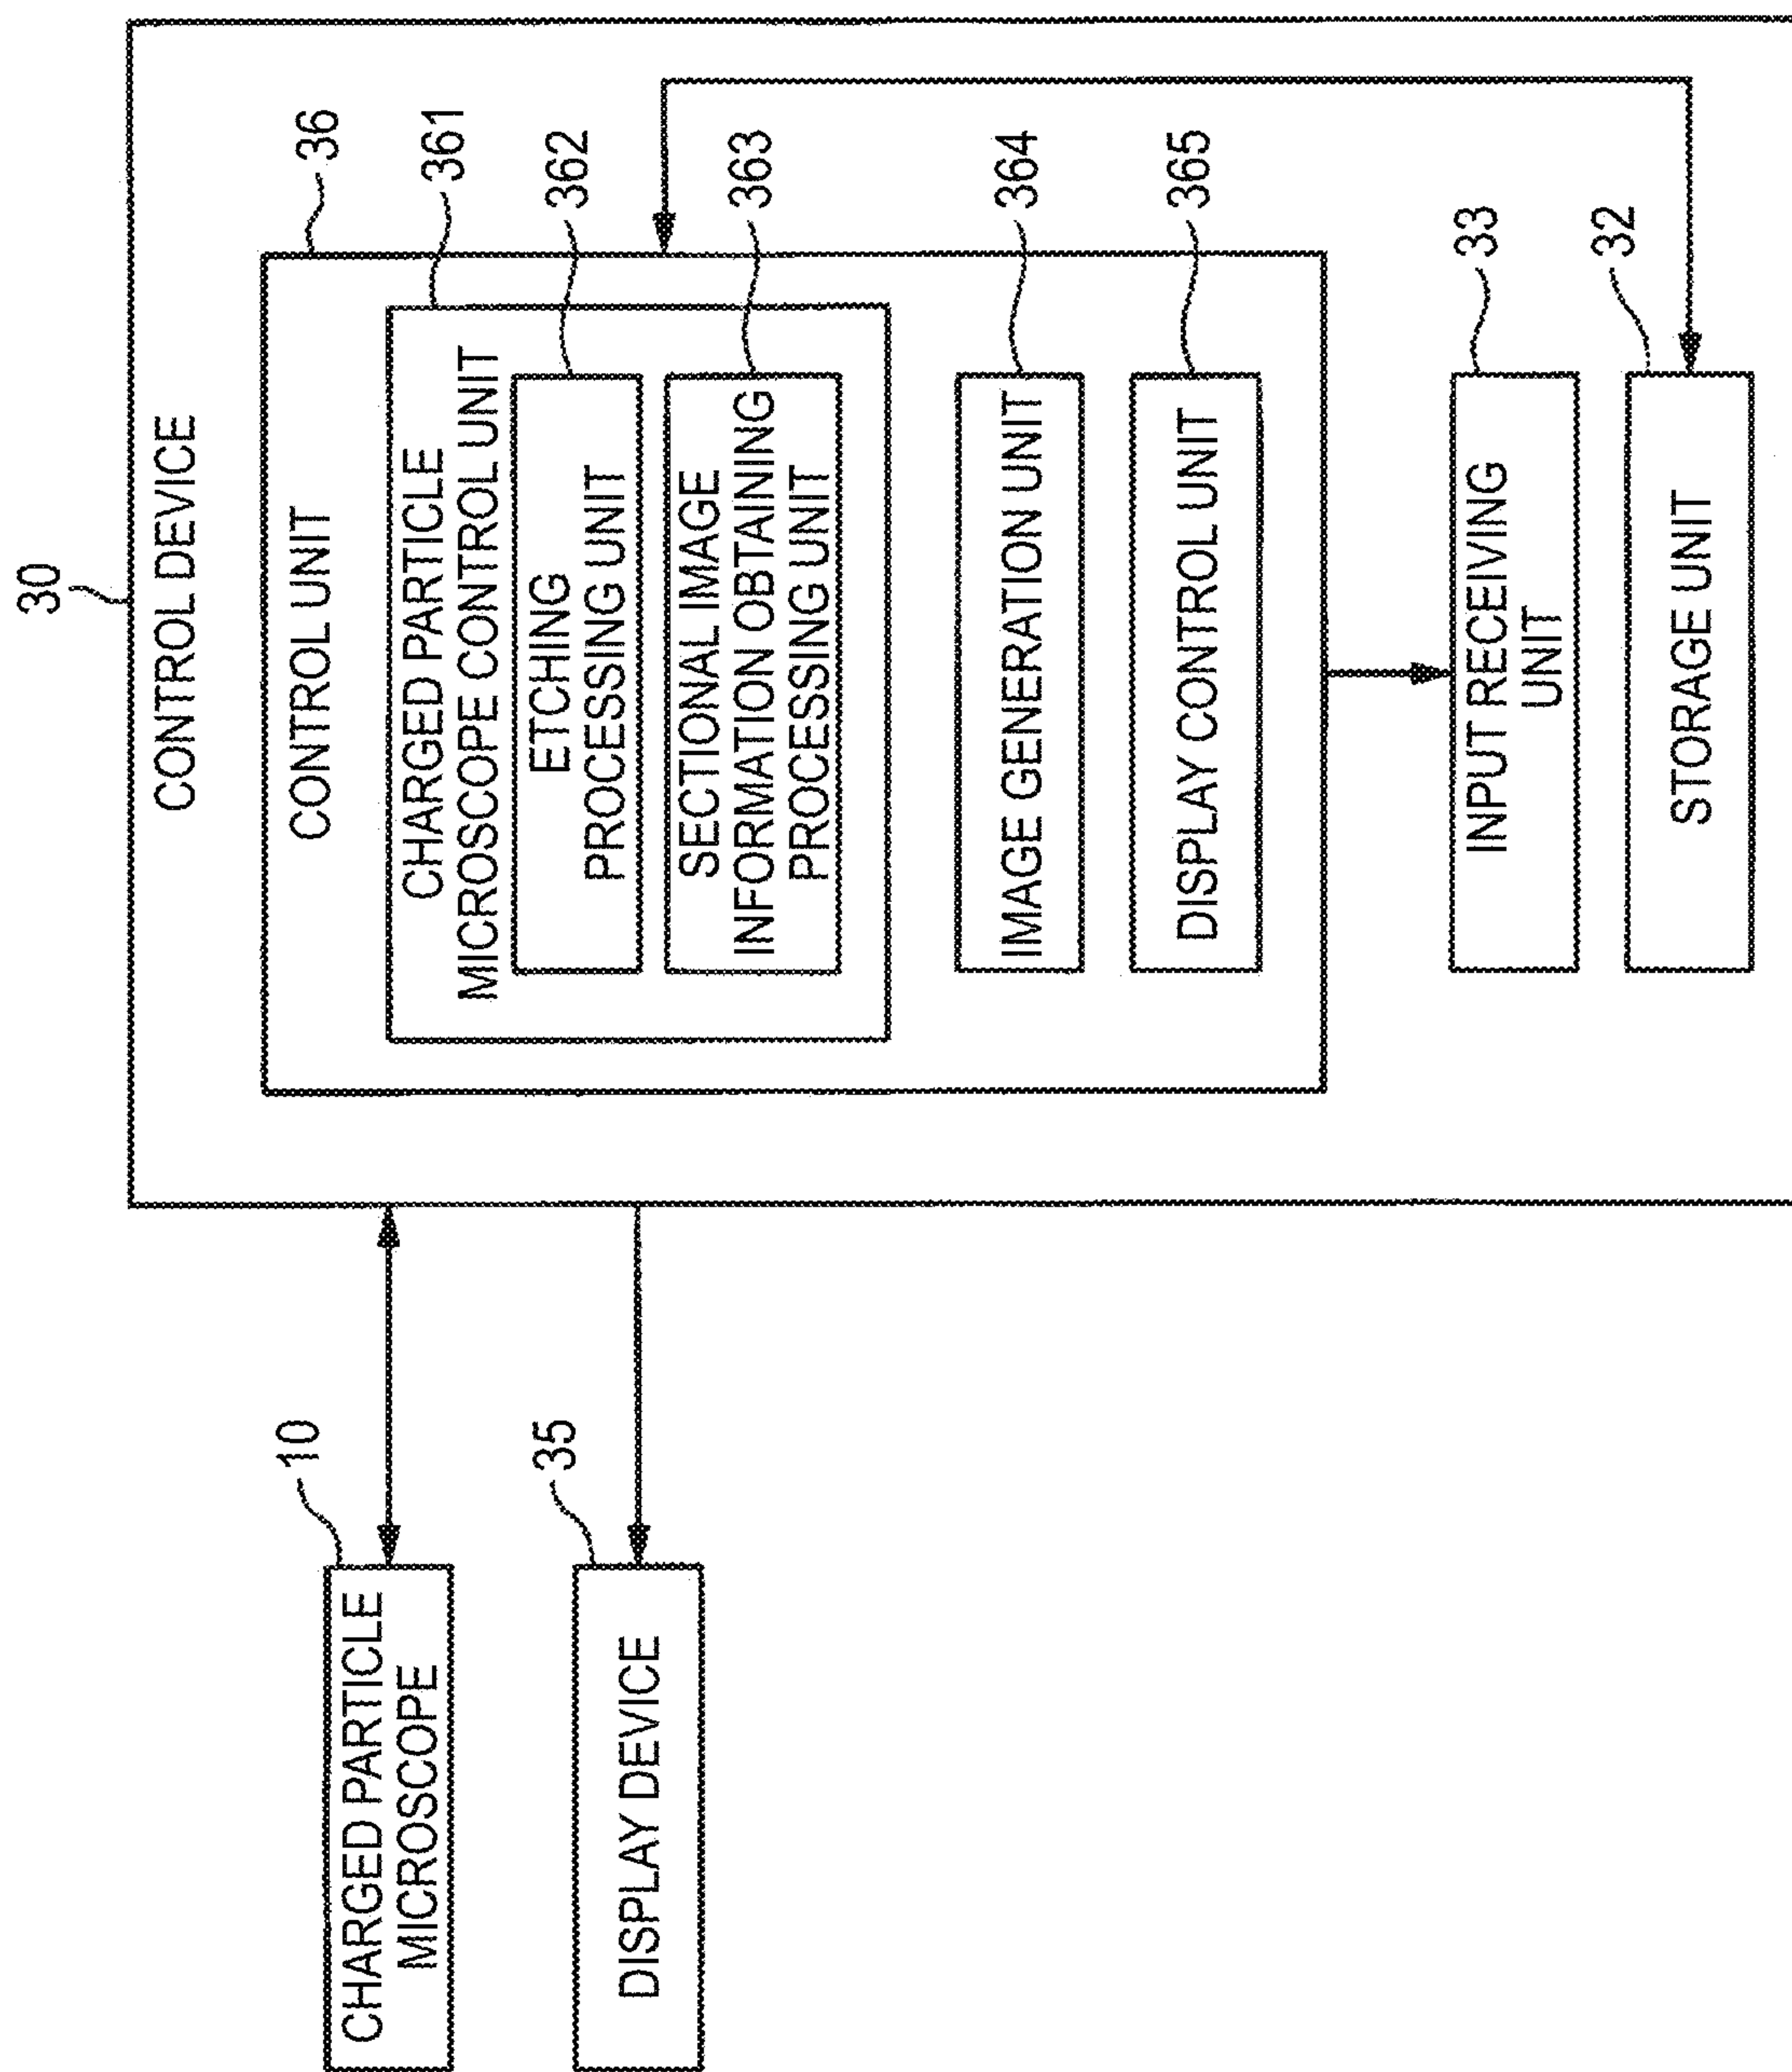 30
CONTROL DEVICE
CONTROL UNIT
36
CHARGED PARTICLE
MICROSCOPE CONTROL UNIT
361
ETCHING
PROCESSING UNIT
362
SECTIONAL IMAGE
INFORMATION OBTAINING
PROCESSING UNIT
363
IMAGE GENERATION UNIT
364
DISPLAY CONTROL UNIT
365
INPUT RECEIVING
UNIT
33
STORAGE UNIT
32
10
CHARGED PARTICLE
MICROSCOPE
35
DISPLAY DEVICE